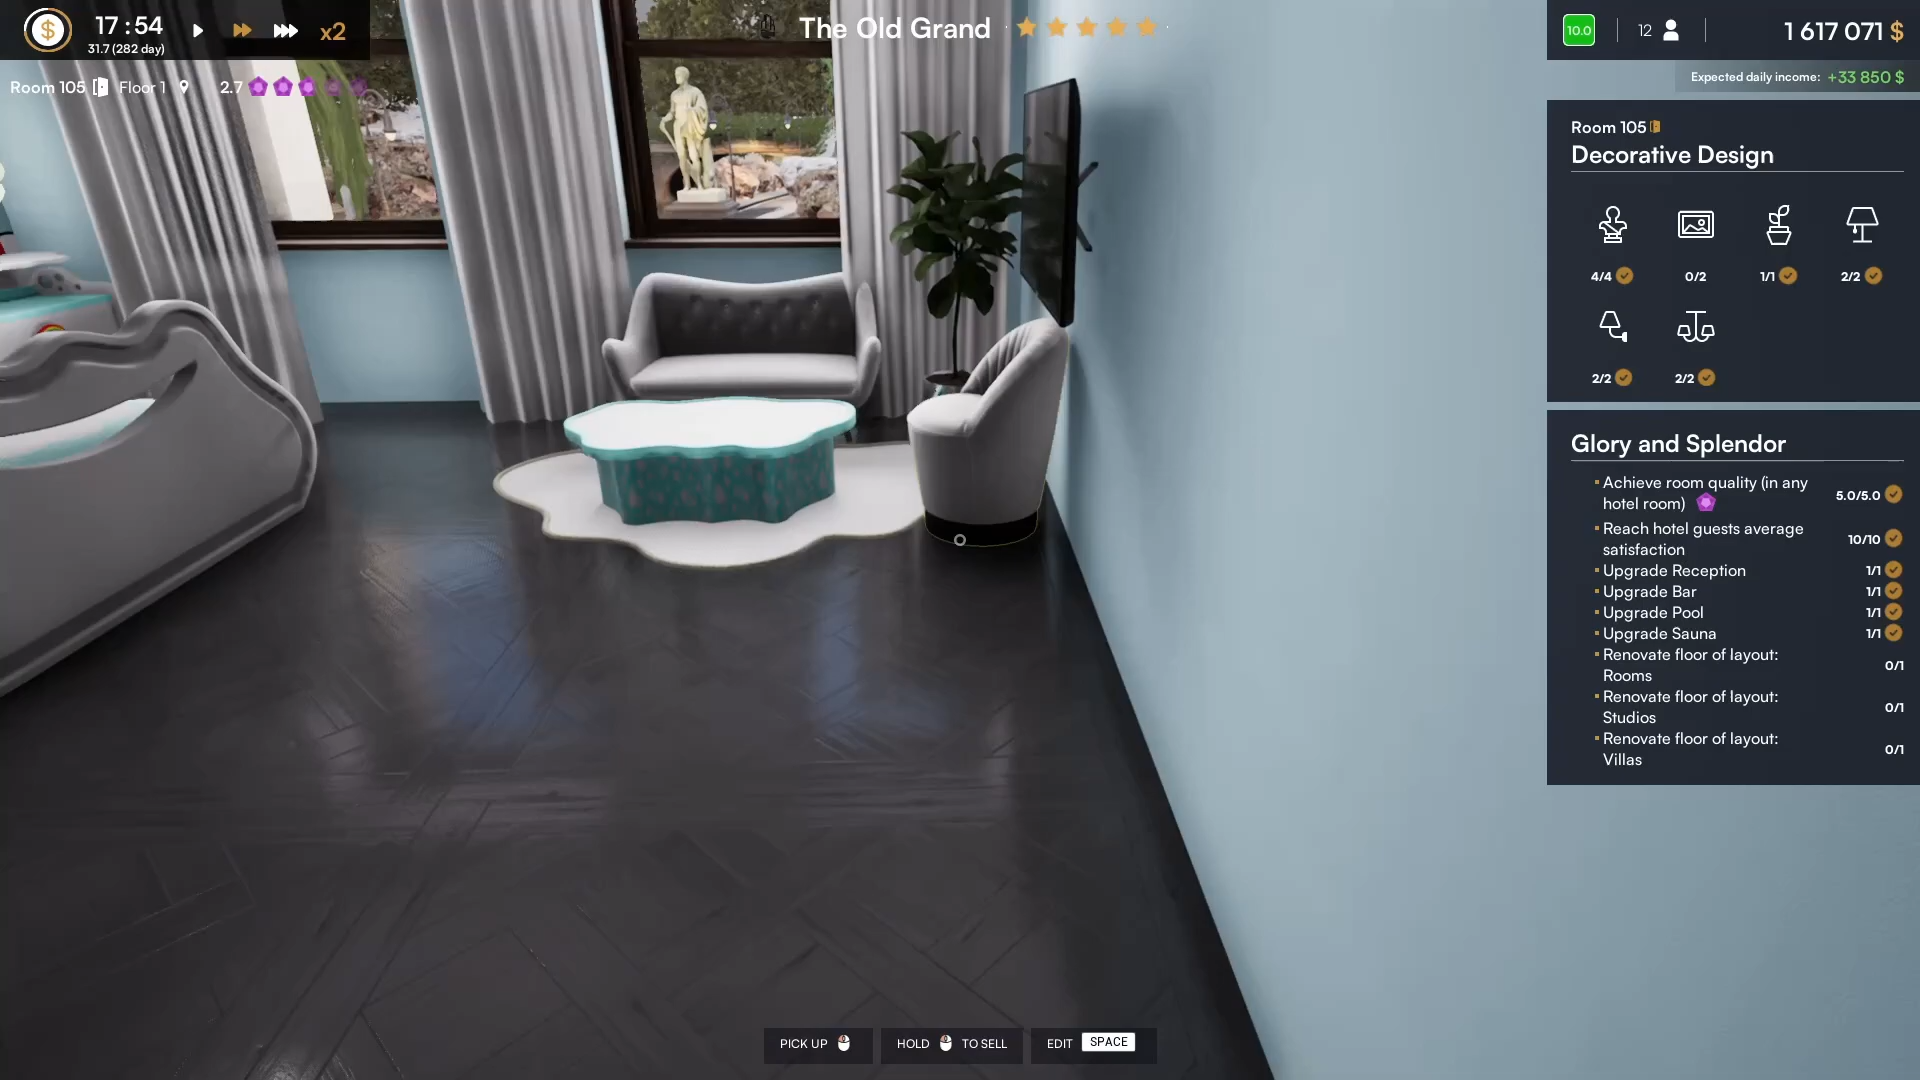 17 : 54
31.7 (282 day)
x2
The Old Grand
10.0
12
1 617 071 $
Expected daily income: +33 850 $
Room 105 Floor 1 2.7
Room 105
Decorative Design
4/4 0/2 1/1 2/2
2/2 2/2
Glory and Splendor
Achieve room quality (in any
hotel room) 5.0/5.0
Reach hotel guests average
satisfaction 10/10
Upgrade Reception 1/1
Upgrade Bar 1/1
Upgrade Pool 1/1
Upgrade Sauna 1/1
Renovate floor of layout:
Rooms 0/1
Renovate floor of layout:
Studios 0/1
Renovate floor of layout:
Villas 0/1
PICK UP HOLD TO SELL EDIT SPACE